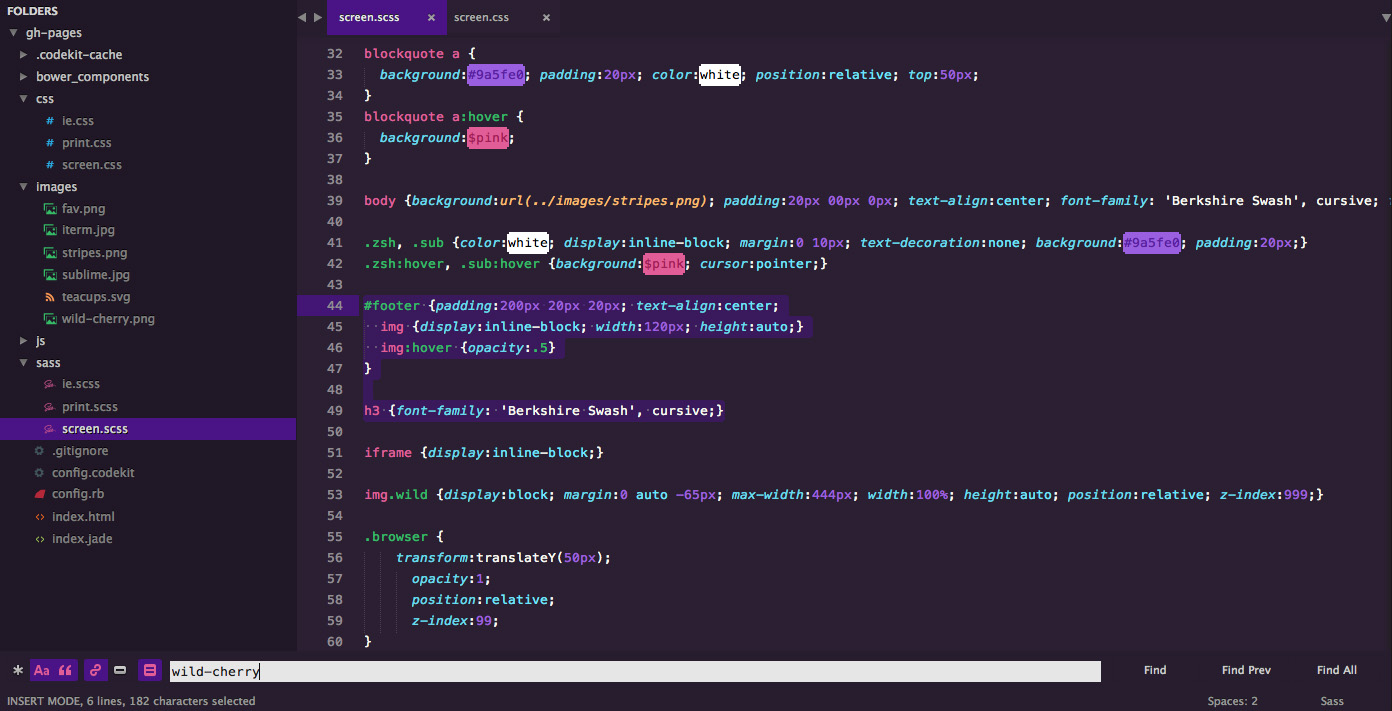 FOLDERS
gh-pages
.codekit-cache
bower_components
css
# ie.css
# print.css
# screen.css
images
fav.png
iterm.jpg
stripes.png
sublime.jpg
teacups.svg
wild-cherry.png
js
sass
ie.scss
print.scss
screen.scss
.gitignore
config.codekit
config.rb
<> index.html
<> index.jade
screen.scss × screen.css ×
32 blockquote a {
33   background:#9a5fe0; padding:20px; color:white; position:relative; top:50px;
34 }
35 blockquote a:hover {
36   background:$pink;
37 }
38
39 body {background:url(../images/stripes.png); padding:20px 00px 0px; text-align:center; font-family: 'Berkshire Swash', cursive;
40
41 .zsh, .sub {color:white; display:inline-block; margin:0 10px; text-decoration:none; background:#9a5fe0; padding:20px;}
42 .zsh:hover, .sub:hover {background:$pink; cursor:pointer;}
43
44 #footer {padding:200px 20px 20px; text-align:center;
45   img {display:inline-block; width:120px; height:auto;}
46   img:hover {opacity:.5}
47 }
48
49 h3 {font-family: 'Berkshire Swash', cursive;}
50
51 iframe {display:inline-block;}
52
53 img.wild {display:block; margin:0 auto -65px; max-width:444px; width:100%; height:auto; position:relative; z-index:999;}
54
55 .browser {
56     transform:translateY(50px);
57       opacity:1;
58       position:relative;
59       z-index:99;
60 }
* Aa wild-cherry Find Find Prev Find All
INSERT MODE, 6 lines, 182 characters selected Spaces: 2 Sass